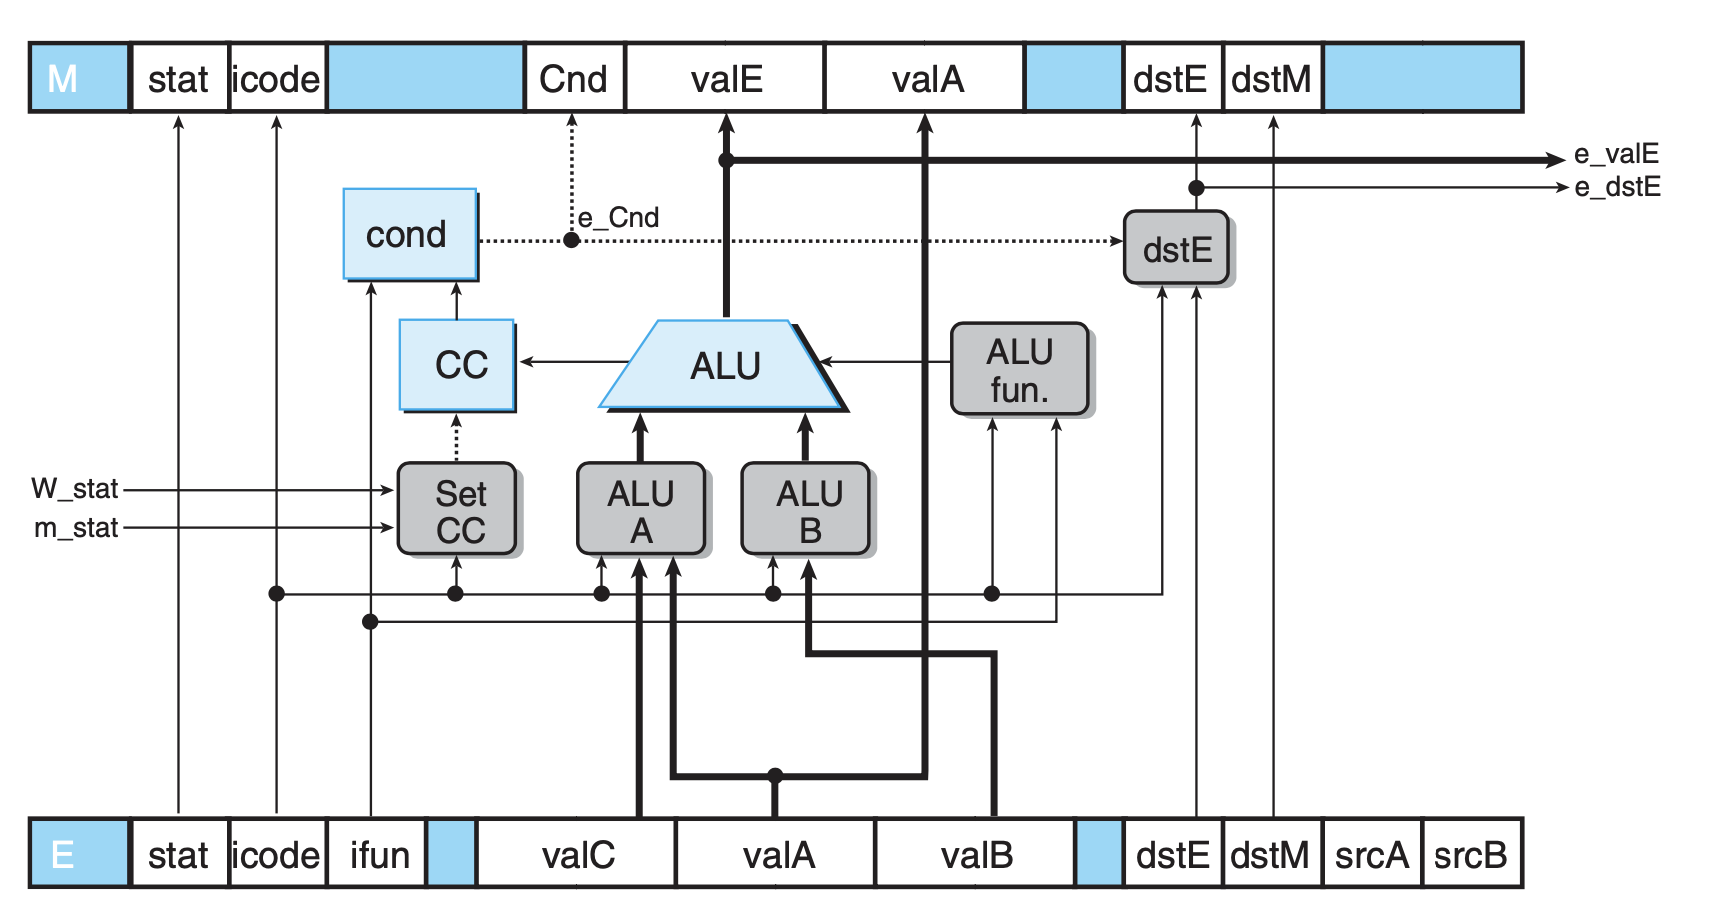 M stat icode Cnd valE valA dstE dstM
e_valE
e_dstE
e_Cnd
cond
dstE
CC
ALU
ALU
fun.
W_stat
m_stat
Set
CC
ALU
A
ALU
B
E stat icode ifun valC valA valB dstE dstM srcA srcB